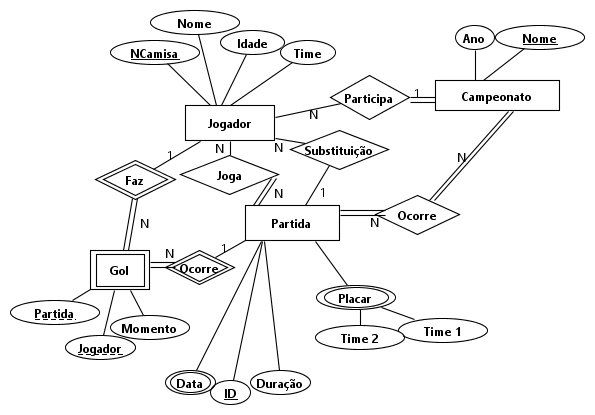 Nome
Ano
Nome
NCamisa
Idade
Time
Participa
1
Campeonato
N
Jogador
1
N
N
Substituição
N
Faz
Joga
N
1
N
Partida
N
Ocorre
N
1
Gol
Ocorre
Placar
Partida
Momento
Time 1
Jogador
Time 2
Data
ID
Duração